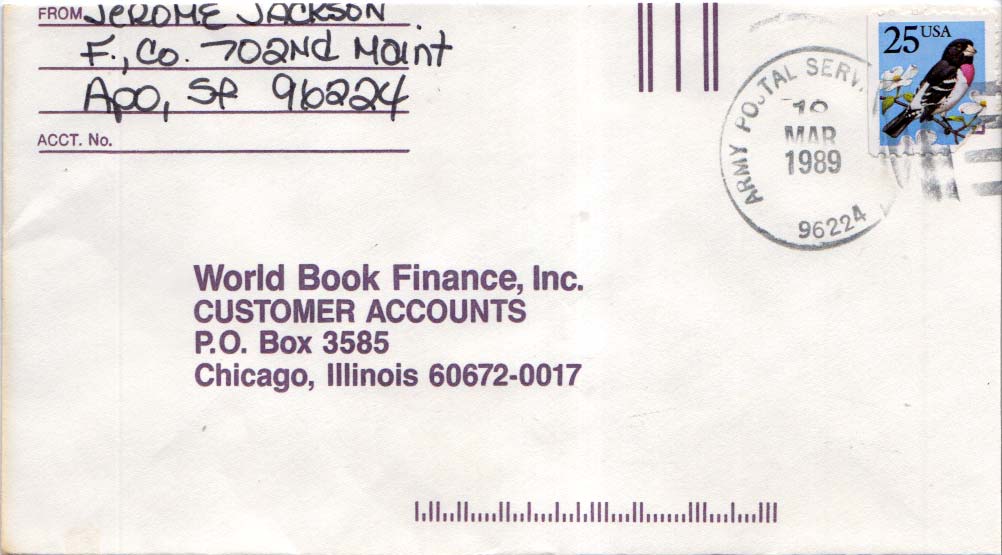 FROM JEROME JACKSON
F., Co. 702Nd Maint
Apo, SF 96224
ACCT. No.
25 USA
ARMY POSTAL SERV
10
MAR
1989
96224
World Book Finance, Inc.
CUSTOMER ACCOUNTS
P.O. Box 3585
Chicago, Illinois 60672-0017